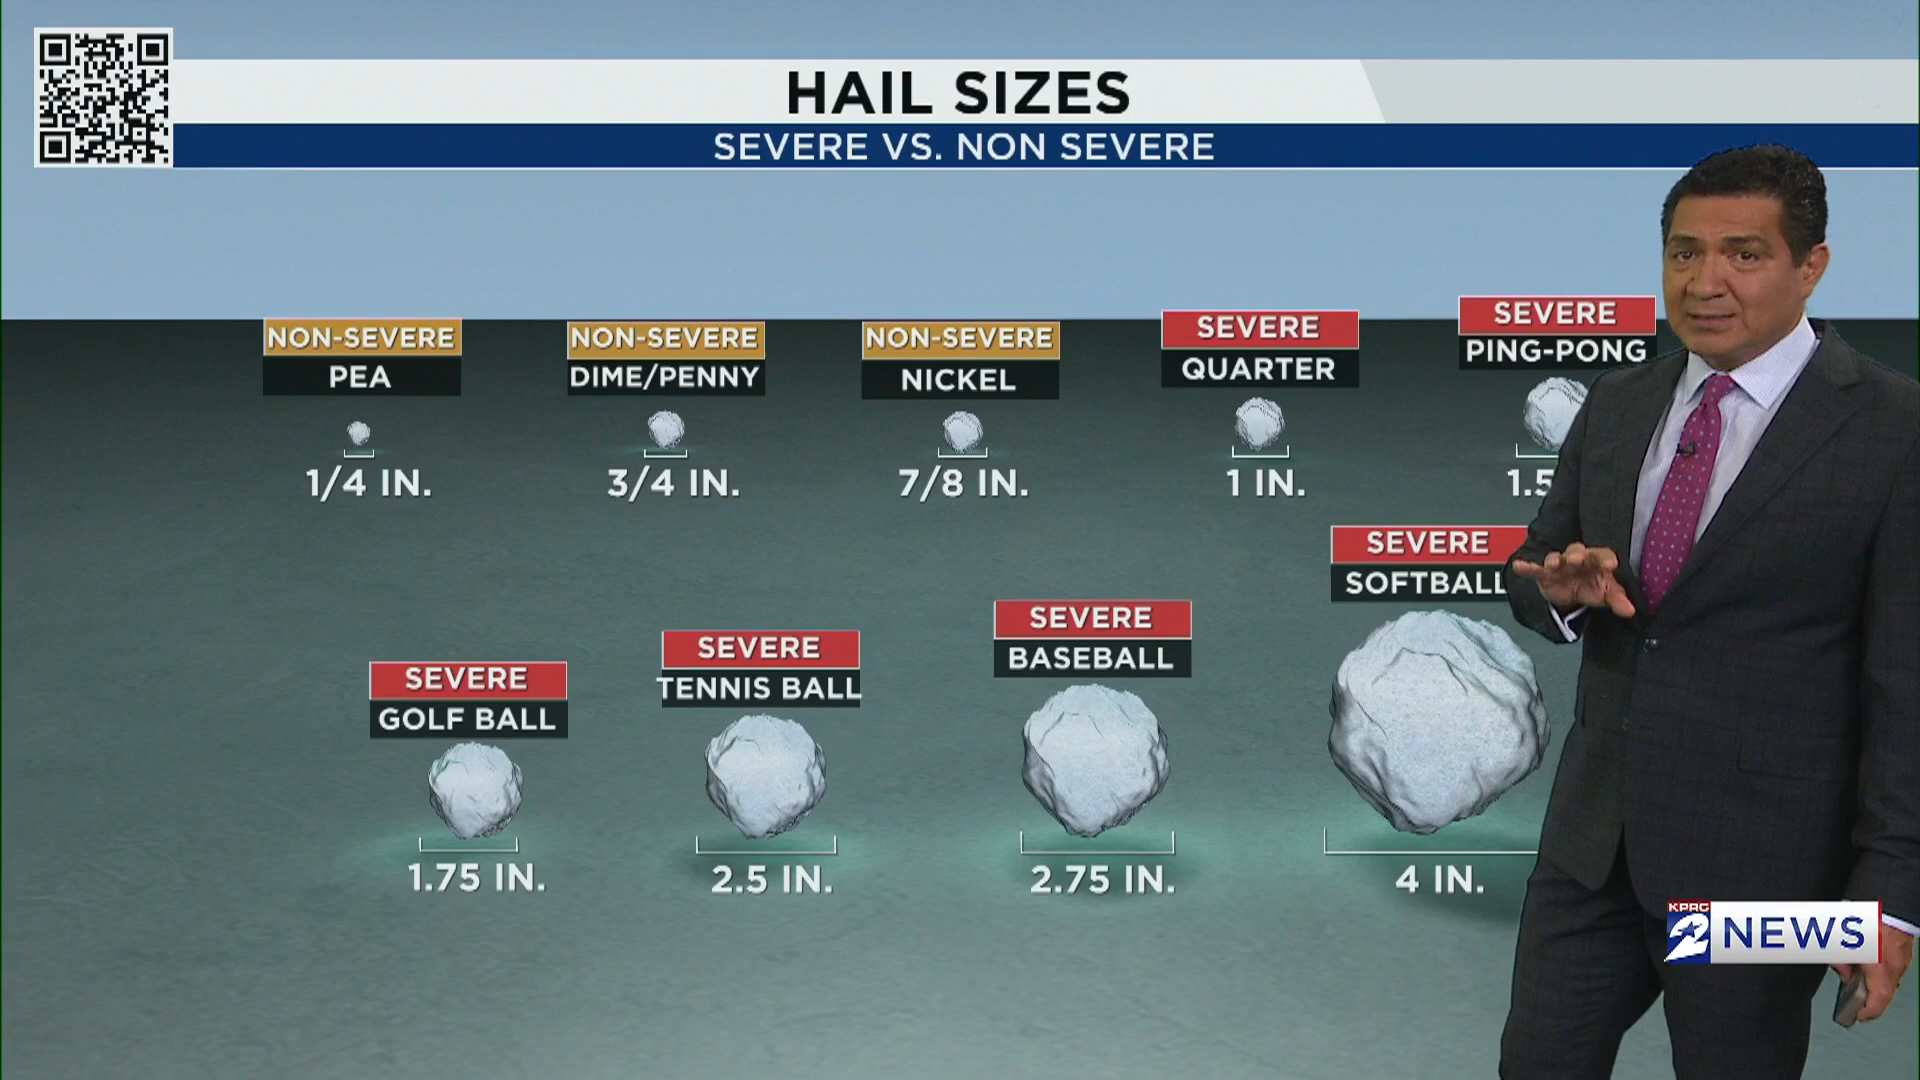 HAIL SIZES
SEVERE VS. NON SEVERE
NON-SEVERE
PEA
1/4 IN.
NON-SEVERE
DIME/PENNY
3/4 IN.
NON-SEVERE
NICKEL
7/8 IN.
SEVERE
QUARTER
1 IN.
SEVERE
PING-PONG
1.5
SEVERE
GOLF BALL
1.75 IN.
SEVERE
TENNIS BALL
2.5 IN.
SEVERE
BASEBALL
2.75 IN.
SEVERE
SOFTBALL
4 IN.
KPRC
2 NEWS